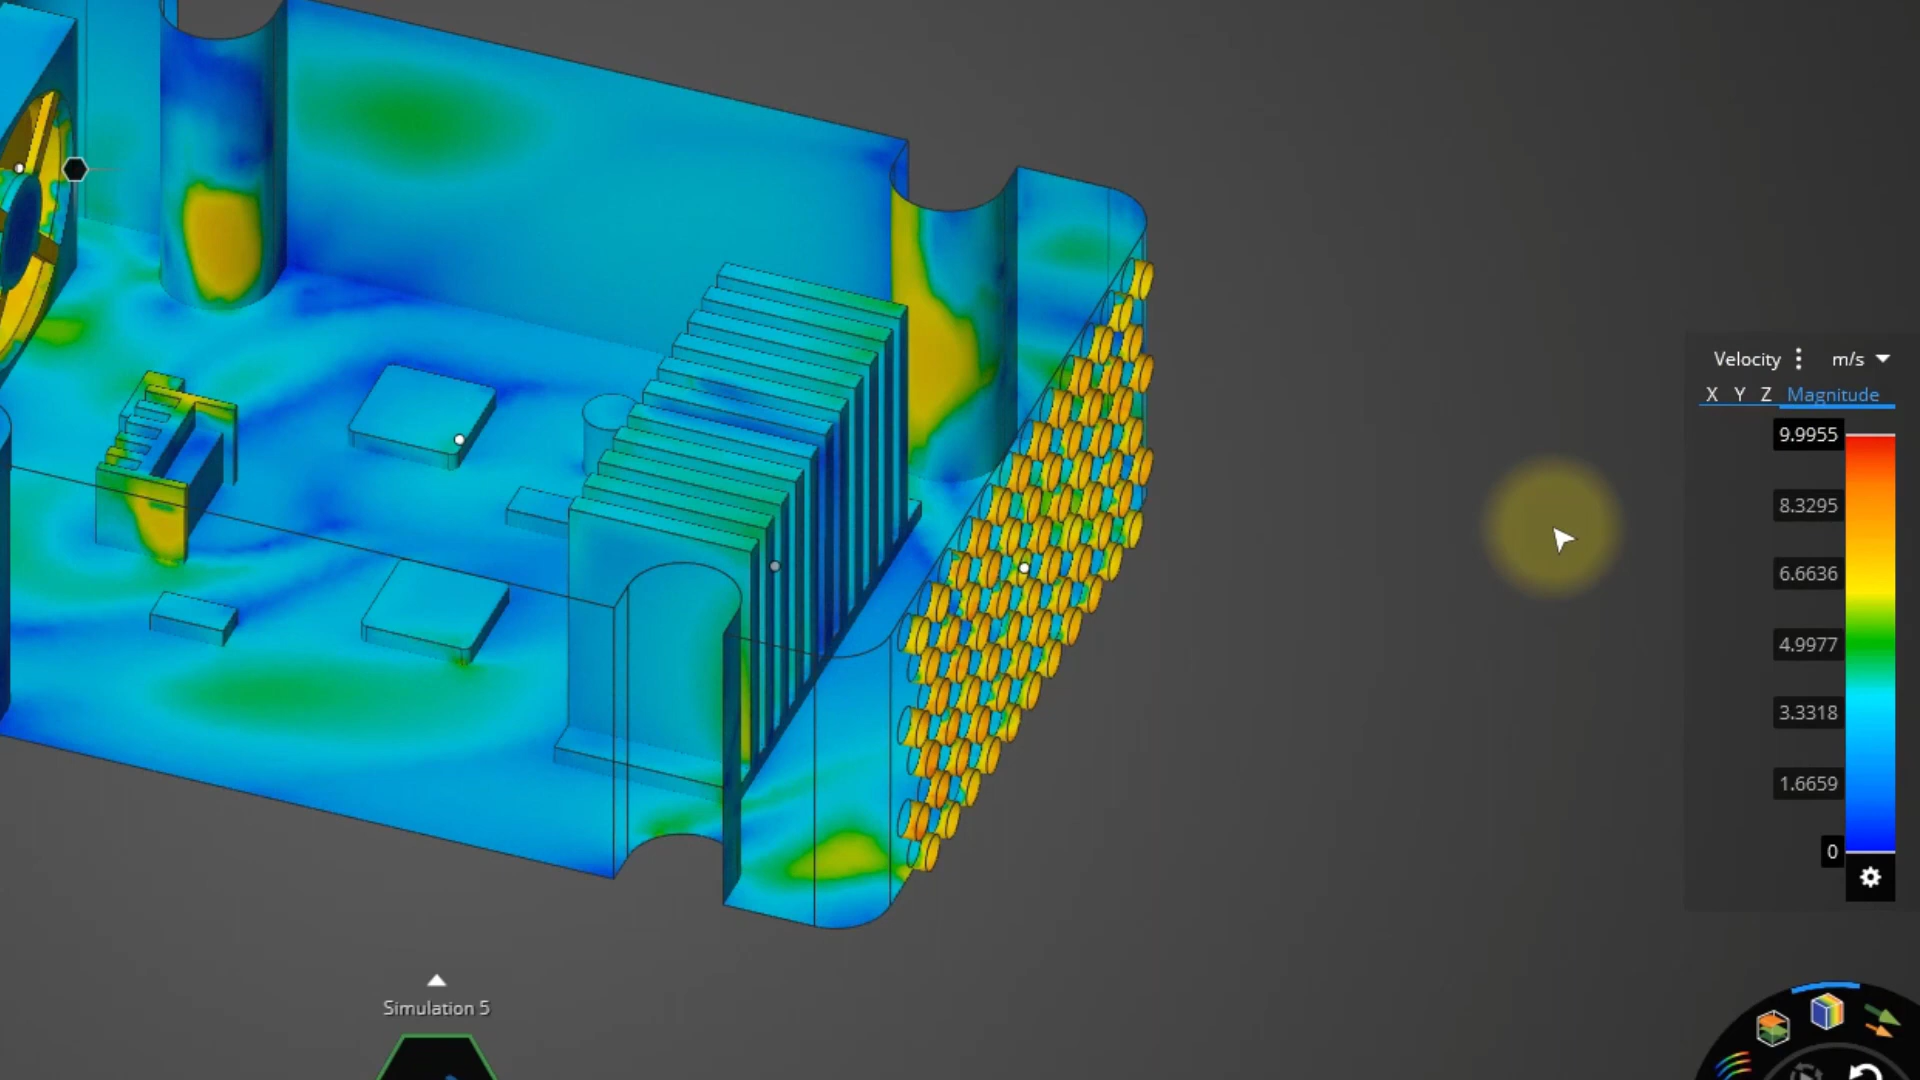 Velocity m/s
X Y Z Magnitude
9.9955
8.3295
6.6636
4.9977
3.3318
1.6659
0
Simulation 5